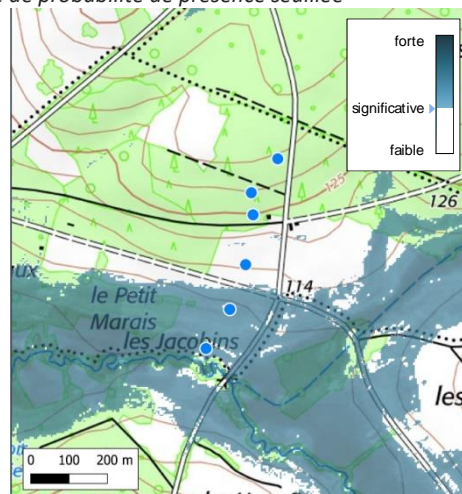 de probabilité de présence seuillée
forte
significative
faible
125
126
114
le Petit
Marais
les Jacobins
les
0 100 200 m